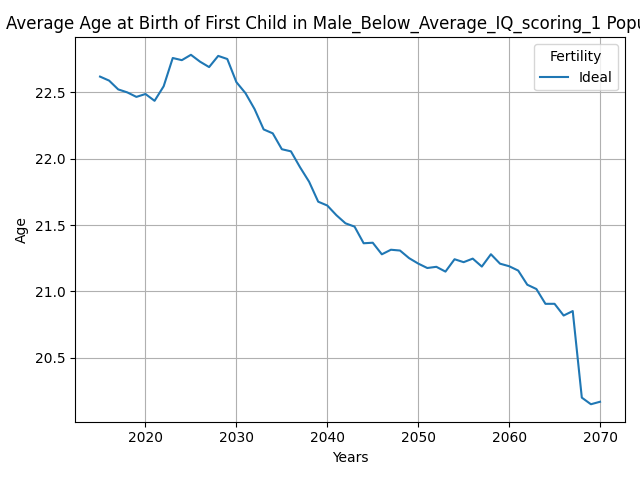 Average Age at Birth of First Child in Male_Below_Average_IQ_scoring_1
Fertility
Ideal
22.5
22.0
21.5
21.0
20.5
Age
2020 2030 2040 2050 2060 2070
Years